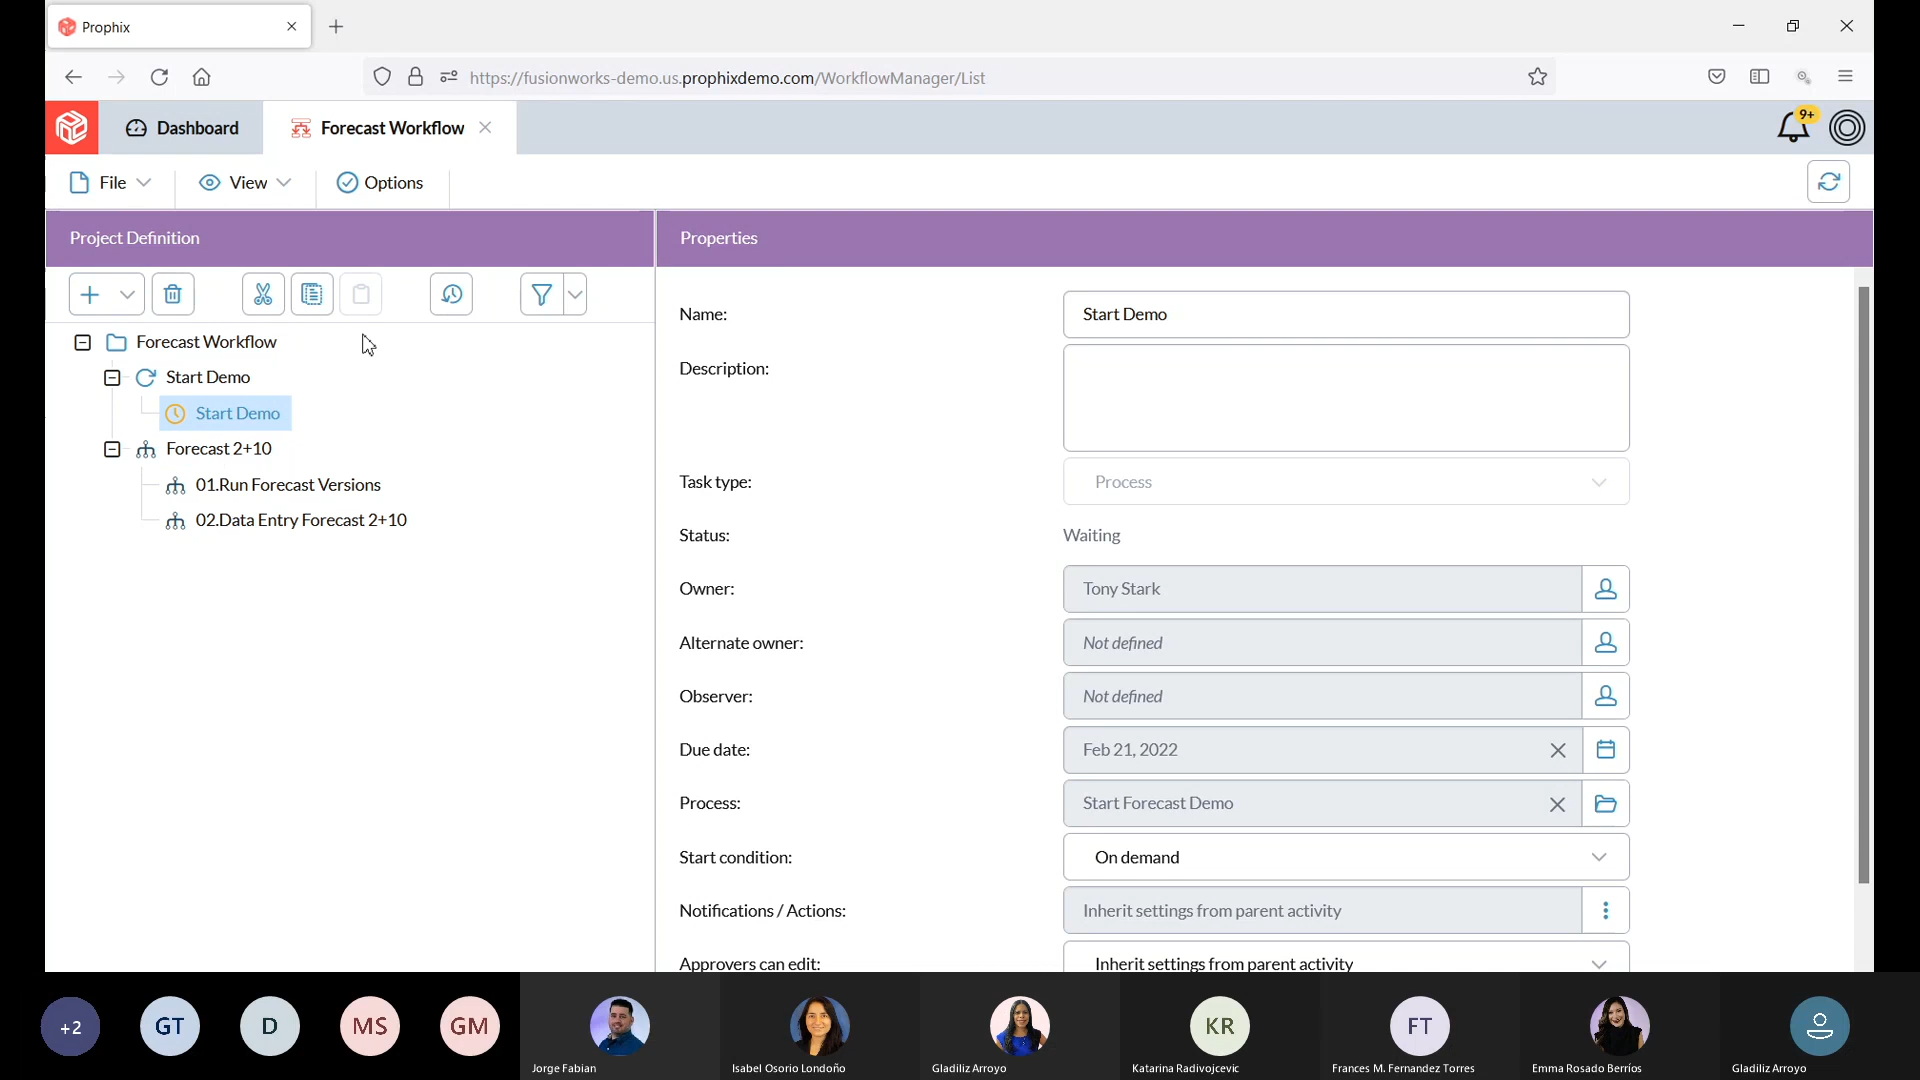 Prophix
https://fusionworks-demo.us.prophixdemo.com/WorkflowManager/List
Dashboard
Forecast Workflow
9+
File
View
Options
Project Definition
Properties
Forecast Workflow
Start Demo
Start Demo
Forecast 2+10
01.Run Forecast Versions
02.Data Entry Forecast 2+10
Name:
Start Demo
Description:
Task type:
Process
Status:
Waiting
Owner:
Tony Stark
Alternate owner:
Not defined
Observer:
Not defined
Due date:
Feb 21, 2022
Process:
Start Forecast Demo
Start condition:
On demand
Notifications / Actions:
Inherit settings from parent activity
Approvers can edit:
Inherit settings from parent activity
+2
GT
D
MS
GM
KR
FT
Jorge Fabian
Isabel Osorio Londoño
Gladiliz Arroyo
Katarina Radivojcevic
Frances M. Fernandez Torres
Emma Rosado Berríos
Gladiliz Arroyo